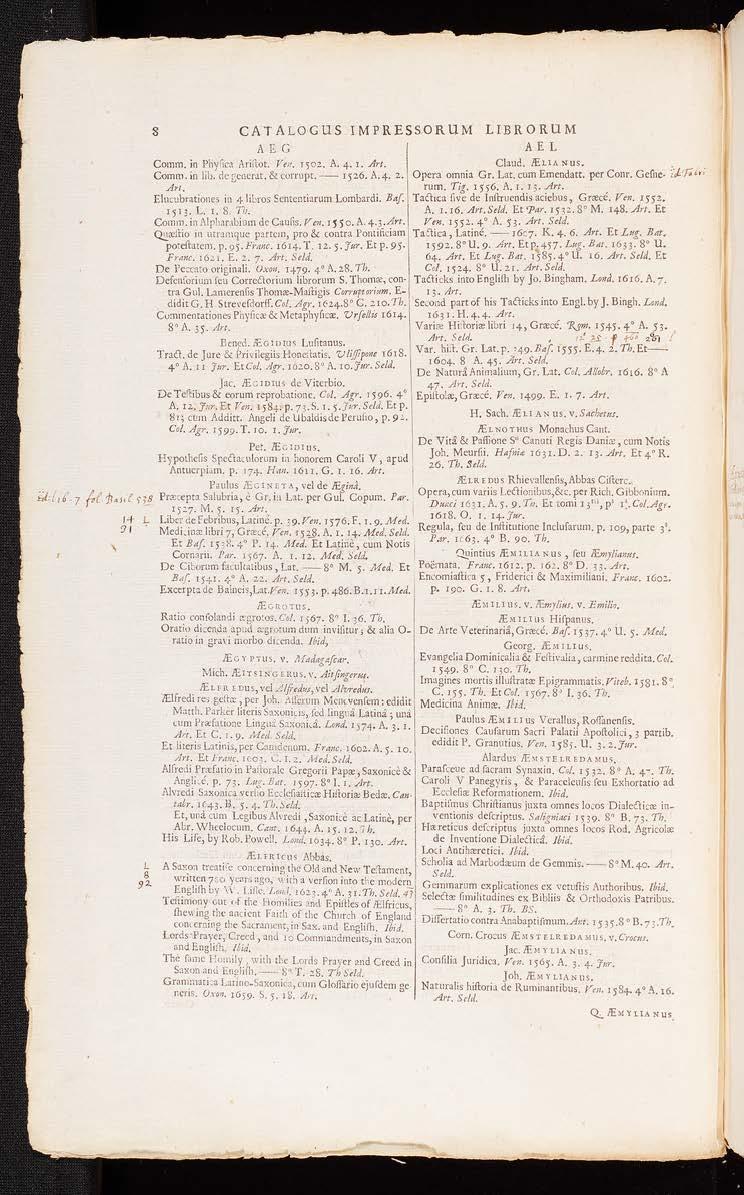 8 CATALOGUS IMPRESSORUM LIBRORUM
A E G
Comm. in Physica Aristot. Ven. 1502. A. 4. 1. Art.
Comm. in lib. de generat. & corrupt. —— 1526. A. 4. 2.
Art.
Elucubrationes in 4 libros Sententiarum Lombardi. Bas.
1513. L. 1. 8. Th.
Comm. in Alpharabium de Causis. Ven. 1550. A. 4.3. Art.
Quæstio in utramque partem, pro & contra Pontificiam
potestatem. p. 95. Franc. 1614. T. 12. 5. Jur. Et p. 95.
Franc. 1621. E. 2. 7. Art. Seld.
De Peccato originali. Oxon. 1479. 4° A. 28. Th.
Defensorium seu Correctorium librorum S. Thomæ, con-
tra Gul. Lamerensis Thomæ-Mastigis Corruptorium. E-
didit G. H Strevesdorff. Col. Agr. 1624. 8° C. 210. Th.
Commentationes Physicæ & Metaphysicæ. Ursellis 1614.
8° A. 35. Art.
Bened. ÆGIDIUS Lusitanus.
Tract. de Jure & Privilegiis Honestatis. Ulissipone 1618.
4° A. 11 Jur. Et Col. Agr. 1620. 8° A. 10. Jur. Seld.
Jac. ÆGIDIUS de Viterbio.
De Testibus & eorum reprobatione. Col. Agr. 1596. 4°
A. 12. Jur. Et Ven. 1584. p. 73. S. 1. 5. Jur. Seld. Et p.
81; cum Additt. Angeli de Ubaldis de Perusio, p. 92.
Col. Agr. 1599. T. 10. 1. Jur.
Pet. ÆGIDIUS.
Hypothesis Spectaculorum in honorem Caroli V, apud
Antuerpiam. p. 174. Han. 1611. G. 1. 16. Art.
Paulus ÆGINETA, vel de Æginâ.
Præcepta Salubria, è Gr. in Lat. per Gul. Copum. Par.
1527. M. 5. 15. Art.
14 L Liber de Febribus, Latinè. p. 39. Ven. 1576. F. 1. 9. Med.
91 Medicinæ libri 7, Græcé, Ven. 1528. A. 1. 14. Med. Seld.
Et Bas. 1538. 4° P. 14. Med. Et Latinè, cum Notis
Cornarii. Par. 1567. A. 1. 12. Med. Seld.
De Ciborum facultatibus, Lat. —— 8° M. 5. Med. Et
Bas. 1541. 4° A. 22. Art. Seld.
Excerpta de Balneis, Lat. Ven. 1553. p. 486. B. 1. 11. Med.
ÆGROTUS.
Ratio consolandi ægrotos. Col. 1567. 8° I. 36. Th.
Oratio dicenda apud ægrotum dum invisitur; & alia O-
ratio in gravi morbo dicenda. Ibid,
ÆGYPTUS. v. Madagascar.
Mich. ÆITSINGERUS. v. Aitsingerus.
ÆLFREDUS, vel Alfredus, vel Alvredus.
Ælfredi res gestæ, per Joh. Asserum Menevensem: edidit
Matth. Parker literis Saxonicis, sed linguâ Latinâ; unà
cum Præfatione Linguâ Saxonicâ. Lond. 1574. A. 3. 1.
Art. Et C. 1. 9. Med. Seld.
Et literis Latinis, per Camdenum. Franc. 1602. A. 5. 10.
Art. Et Franc. 1603. C. I. 2. Med. Seld.
Alfredi Præfatio in Pastorale Gregorii Papæ, Saxonicè &
Anglicé. p. 73. Lug. Bat. 1597. 8° I. 1. Art.
Alvredi Saxonica versio Ecclesiasticæ Historiæ Bedæ. Can-
tabr. 1643. B. 5. 4. Th. Seld.
Et, unà cum Legibus Alvredi, Saxonicè ac Latinè, per
Abr. Wheelocum. Cant. 1644. A. 15. 12. Th.
His Life, by Rob. Powell. Lond. 1634. 8° P. 130. Art.
ÆLFRICUS Abbas.
L A Saxon treatise concerning the Old and New Testament,
8 written 700 years ago, with a version into the modern
92 English by W. Lisle. Lond. 1623. 4° A 31. Th. Seld. 4?
Testimony out of the Homilies and Epistles of Ælfricus,
shewing the ancient Faith of the Church of England
concerning the Sacrament, in Sax. and English. Ibid.
Lords-Prayer, Creed, and 10 Commandments, in Saxon
and English. Ibid.
The same Homily, with the Lords Prayer and Creed in
Saxon and English. —— 8° T. 28. Th Seld.
Grammatica Latino-Saxonica, cum Glossario ejusdem ge
neris. Oxon. 1659. S. 5. 18. Art.
A E L
Claud. ÆLIANUS.
Opera omnia Gr. Lat. cum Emendatt. per Conr. Gesne-
rum. Tig. 1556. A. 1. 13. Art.
Tactica sive de Instruendis aciebus, Græcé. Ven. 1552.
A. 1. 16. Art. Seld. Et Par. 1532. 8° M. 148. Art. Et
Ven. 1552. 4° A. 53. Art. Seld.
Tactica, Latiné. —— 1607. K. 4. 6. Art. Et Lug. Bat.
1592. 8° U. 9. Art. Et p. 457. Lug. Bat. 1633. 8° U.
64. Art. Et Lug. Bat. 1585. 4° U. 16. Art. Seld. Et
Col. 1524. 8° U. 21. Art. Seld.
Tacticks into English by Jo. Bingham. Lond. 1616. A. 7.
13. Art.
Second part of his Tacticks into Engl. by J. Bingh. Lond.
1631. H. 4. 4. Art.
Variæ Historiæ libri 14, Græcé. Rom. 1545. 4° A. 53.
Art. Seld.
Var. hist. Gr. Lat. p. 249. Bas. 1555. E. 4. 2. Th. Et ——
1604. 8 A. 45. Art. Seld.
De Naturâ Animalium, Gr. Lat. Col. Allobr. 1616. 8° A
47. Art. Seld.
Epistolæ, Græcé. Ven. 1499. E. 1. 7. Art.
H. Sach. ÆLIANUS. v. Sachetus.
ÆLNOTHUS Monachus Cant.
De Vitâ & Passione Sti Canuti Regis Daniæ, cum Notis
Joh. Meursii. Hafniæ 1631. D. 2. 13. Art. Et 4° R.
26. Th. Seld.
ÆLREDUS Rhievallensis, Abbas Cisterc.
Opera, cum variis Lectionibus, &c. per Rich. Gibbonium.
Duaci 1631. A. 5. 9. Th. Et tomi 13tii, ps 1a. Col. Agr.
1618. O. 1. 14. Jur.
Regula, seu de Institutione Inclusarum. p. 109, parte 3a.
Par. 1663. 4° B. 90. Th.
Quintius ÆMILIANUS, seu Æmylianus.
Poëmata. Franc. 1612. p. 162. 8° D. 33. Art.
Encomiastica 5, Friderici & Maximiliani. Franc. 1602.
p. 190. G. 1. 8. Art.
ÆMILIUS. v. Æmylius. v. Emilio.
ÆMILIUS Hispanus.
De Arte Veterinariâ, Græcé. Bas. 1537. 4° U. 5. Med.
Georg. ÆMILIUS.
Evangelia Dominicalia & Festivalia, carmine reddita. Col.
1549. 8° C. 130. Th.
Imagines mortis illustratæ Epigrammatis. Viteb. 1581. 8°
C. 155. Th. Et Col. 1567. 8° I. 36. Th.
Medicina Animæ. Ibid.
Paulus ÆMILIUS Verallus, Rossanensis.
Decisiones Causarum Sacri Palatii Apostolici, 3 partib.
edidit P. Granutius. Ven. 1585. U. 3. 2. Jur.
Alardus ÆMSTELREDAMUS.
Parasceue ad sacram Synaxin. Col. 1532. 8° A. 47. Th.
Caroli V Panegyris, & Paraclensis seu Exhortatio ad
Ecclesiæ Reformationem. Ibid.
Baptismus Christianus juxta omnes locos Dialecticæ in-
ventionis descriptus. Saligniaci 1539. 8° B. 73. Th.
Hæreticus descriptus juxta omnes locos Rod. Agricolæ
de Inventione Dialecticâ. Ibid.
Loci Antihæretici. Ibid.
Scholia ad Marbodæum de Gemmis. —— 8° M. 40. Art.
Seld.
Gemmarum explicationes ex vetustis Authoribus. Ibid.
Selectæ similitudines ex Bibliis & Orthodoxis Patribus.
—— 8° A. 3. Th. BS.
Dissertatio contra Anabaptismum. Ant. 1535. 8° B. 73. Th.
Corn. Crocus ÆMSTELREDAMUS. v. Crocus.
Jac. ÆMYLIANUS.
Consilia Juridica. Ven. 1565. A. 3. 4. Jur.
Joh. ÆMYLIANUS.
Naturalis historia de Ruminantibus. Ven. 1584. 4° A. 16.
Art. Seld.
Q. ÆMYLIANUS.